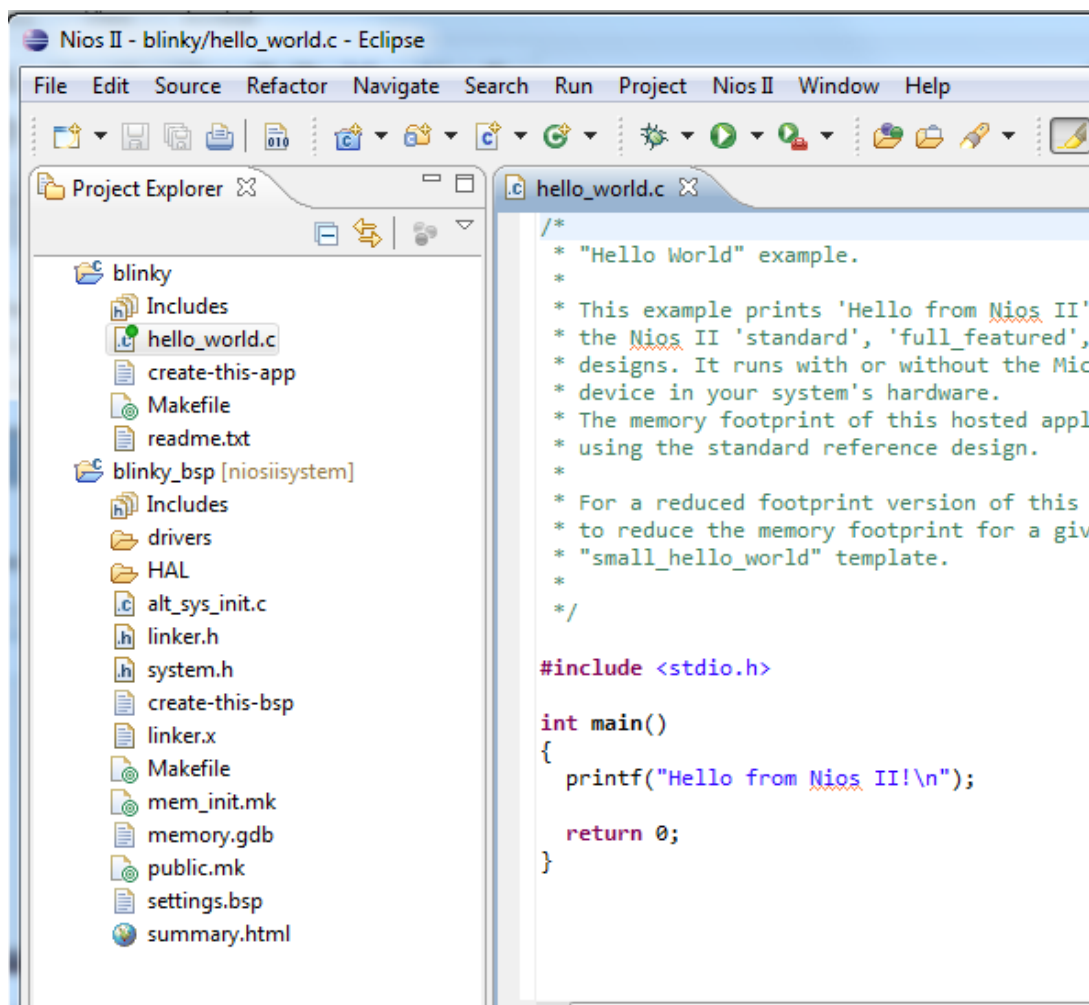 Nios II - blinky/hello_world.c - Eclipse
File Edit Source Refactor Navigate Search Run Project Nios II Window Help
010
Project Explorer
hello_world.c
blinky
Includes
hello_world.c
create-this-app
Makefile
readme.txt
blinky_bsp [niosiisystem]
Includes
drivers
HAL
alt_sys_init.c
linker.h
system.h
create-this-bsp
linker.x
Makefile
mem_init.mk
memory.gdb
public.mk
settings.bsp
summary.html
/*
 * "Hello World" example.
 *
 * This example prints 'Hello from Nios II'
 * the Nios II 'standard', 'full_featured',
 * designs. It runs with or without the Mic
 * device in your system's hardware.
 * The memory footprint of this hosted appl
 * using the standard reference design.
 *
 * For a reduced footprint version of this
 * to reduce the memory footprint for a giv
 * "small_hello_world" template.
 *
 */
#include <stdio.h>
int main()
{
  printf("Hello from Nios II!\n");
  return 0;
}